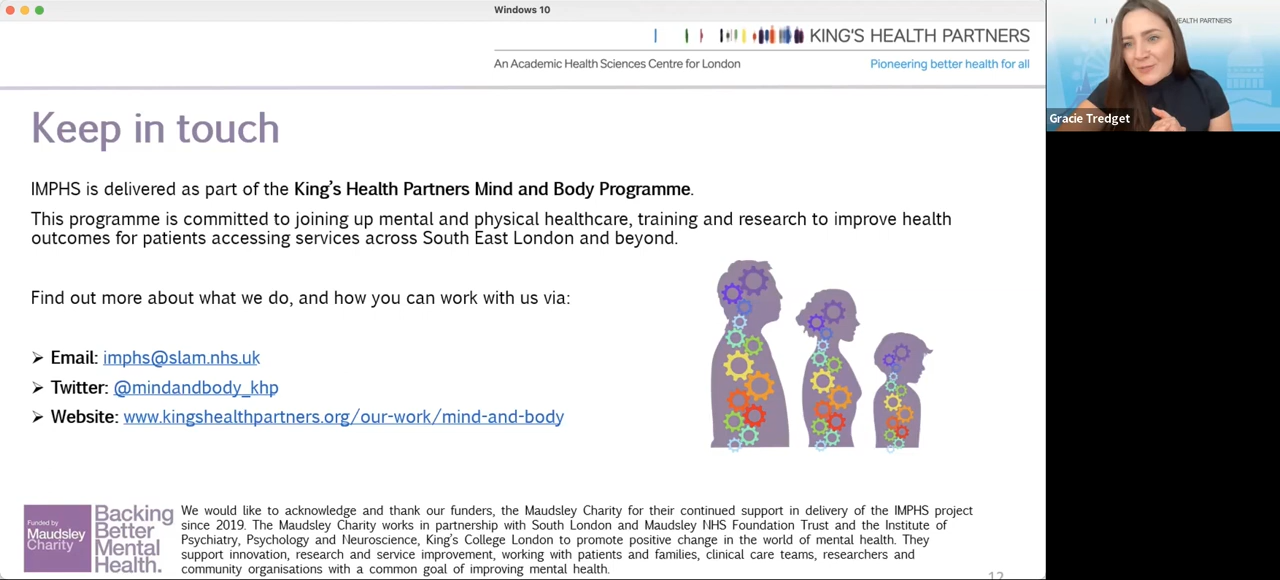 Windows 10
KING'S HEALTH PARTNERS
An Academic Health Sciences Centre for London
Pioneering better health for all
Keep in touch
IMPHS is delivered as part of the King's Health Partners Mind and Body Programme.
This programme is committed to joining up mental and physical healthcare, training and research to improve health
outcomes for patients accessing services across South East London and beyond.
Find out more about what we do, and how you can work with us via:
➢ Email: imphs@slam.nhs.uk
➢ Twitter: @mindandbody_khp
➢ Website: www.kingshealthpartners.org/our-work/mind-and-body
Funded by
Maudsley
Charity
Backing
Better
Mental
Health.
We would like to acknowledge and thank our funders, the Maudsley Charity for their continued support in delivery of the IMPHS project
since 2019. The Maudsley Charity works in partnership with South London and Maudsley NHS Foundation Trust and the Institute of
Psychiatry, Psychology and Neuroscience, King's College London to promote positive change in the world of mental health. They
support innovation, research and service improvement, working with patients and families, clinical care teams, researchers and
community organisations with a common goal of improving mental health.
12
HEALTH PARTNERS
Gracie Tredget